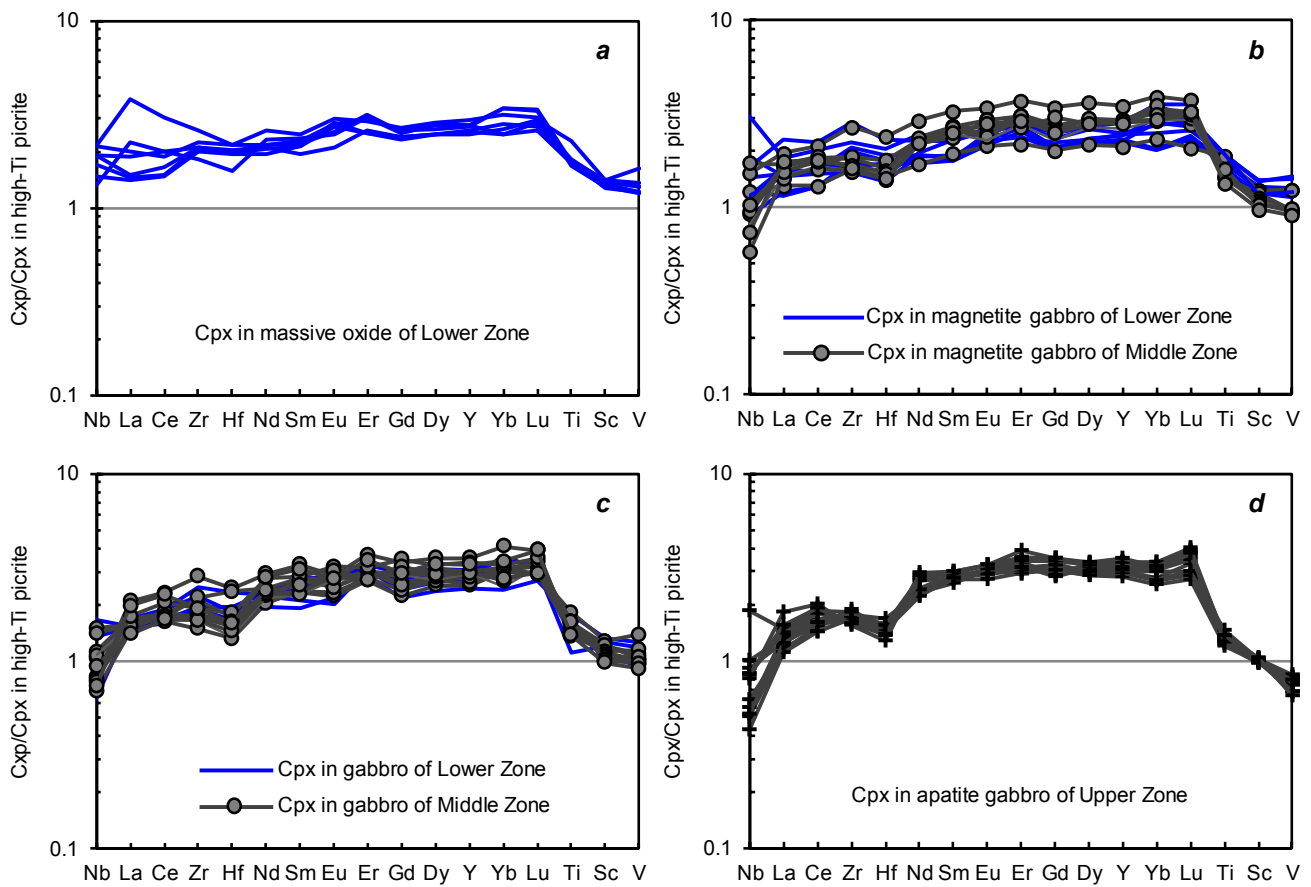 10
1
0.1
Cxp/Cpx in high-Ti picrite
a
Cpx in massive oxide of Lower Zone
Nb La Ce Zr Hf Nd Sm Eu Er Gd Dy Y Yb Lu Ti Sc V
10
1
0.1
Cxp/Cpx in high-Ti picrite
b
Cpx in magnetite gabbro of Lower Zone
Cpx in magnetite gabbro of Middle Zone
Nb La Ce Zr Hf Nd Sm Eu Er Gd Dy Y Yb Lu Ti Sc V
10
1
0.1
Cxp/Cpx in high-Ti picrite
c
Cpx in gabbro of Lower Zone
Cpx in gabbro of Middle Zone
Nb La Ce Zr Hf Nd Sm Eu Er Gd Dy Y Yb Lu Ti Sc V
10
1
0.1
Cpx/Cpx in high-Ti picrite
d
Cpx in apatite gabbro of Upper Zone
Nb La Ce Zr Hf Nd Sm Eu Er Gd Dy Y Yb Lu Ti Sc V